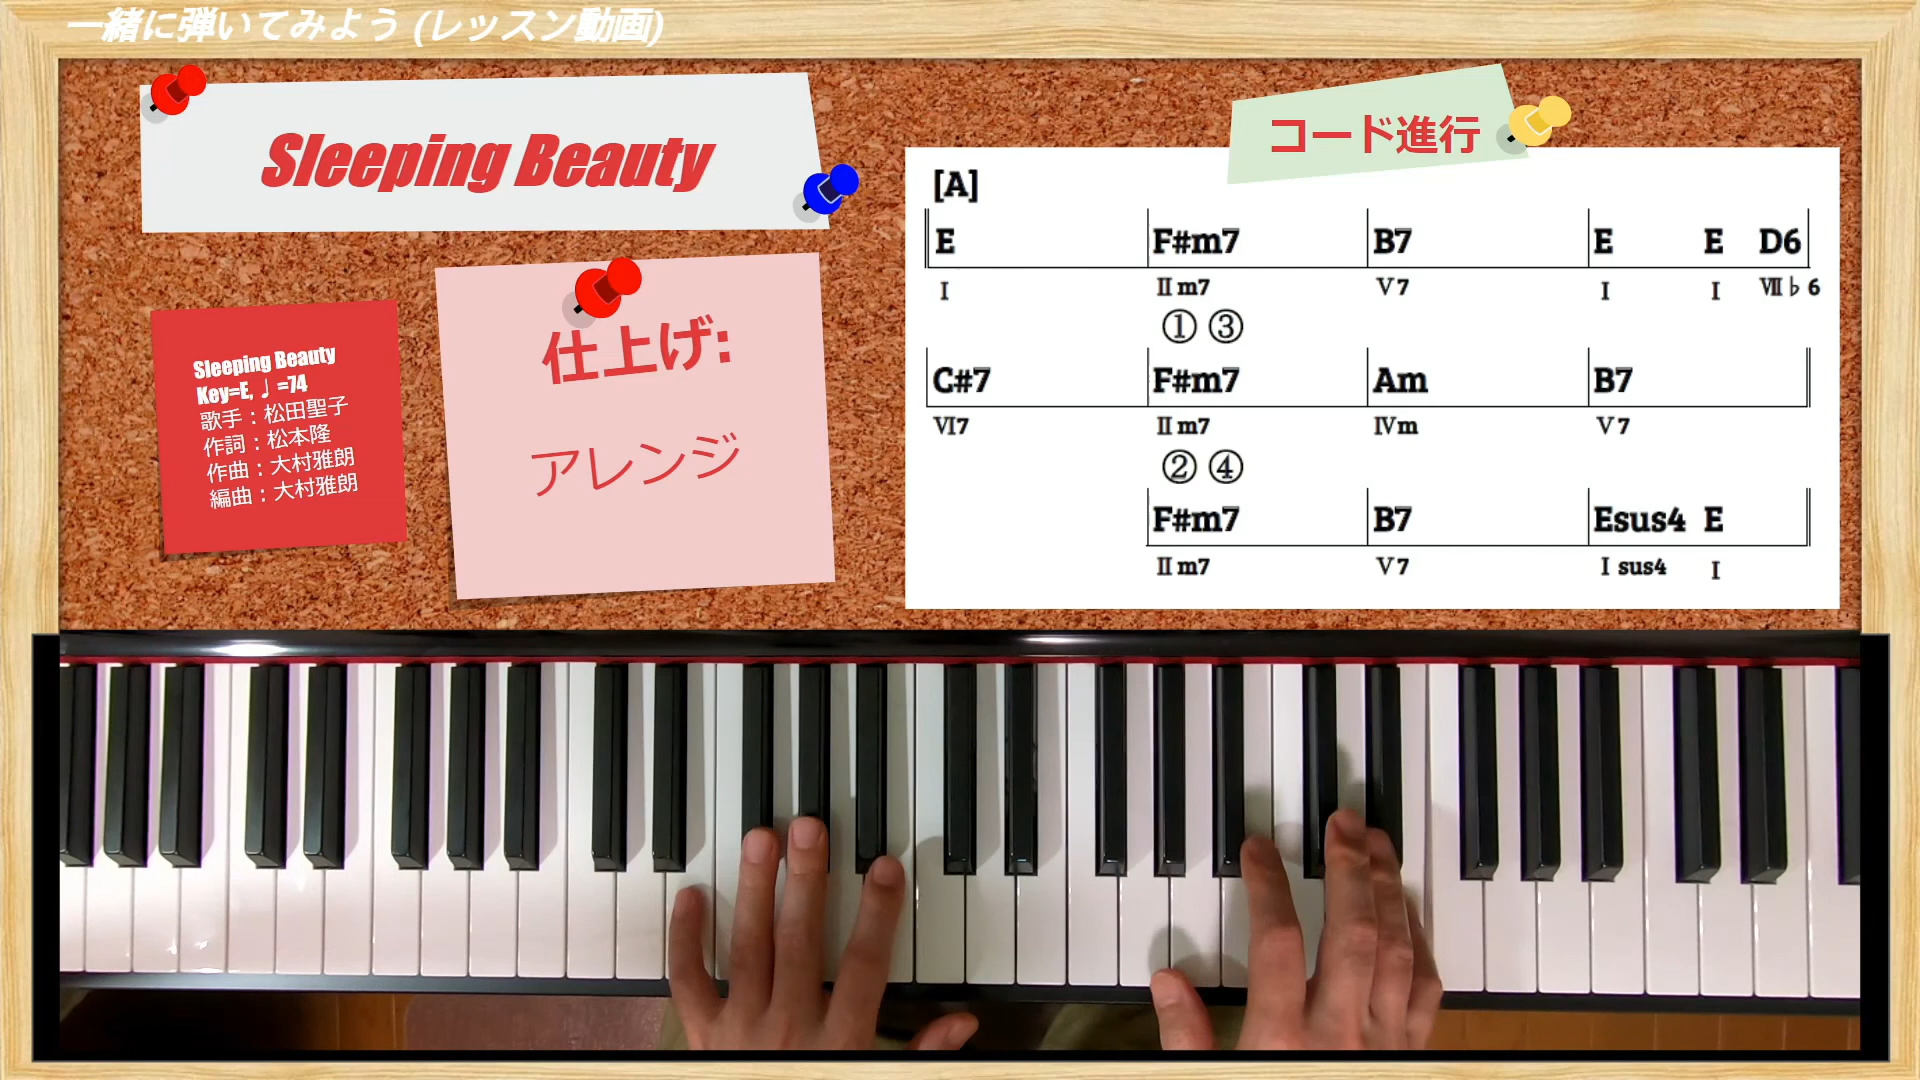 一緒に弾いてみよう (レッスン動画)
Sleeping Beauty
Sleeping Beauty
Key=E, ♩=74
歌手：松田聖子
作詞：松本隆
作曲：大村雅朗
編曲：大村雅朗
仕上げ:
アレンジ
コード進行
[A]
E F#m7 B7 E E D6
Ⅰ Ⅱm7 Ⅴ7 Ⅰ Ⅰ Ⅶ♭6
① ③
C#7 F#m7 Am B7
Ⅵ7 Ⅱm7 Ⅳm Ⅴ7
② ④
F#m7 B7 Esus4 E
Ⅱm7 Ⅴ7 Ⅰsus4 Ⅰ